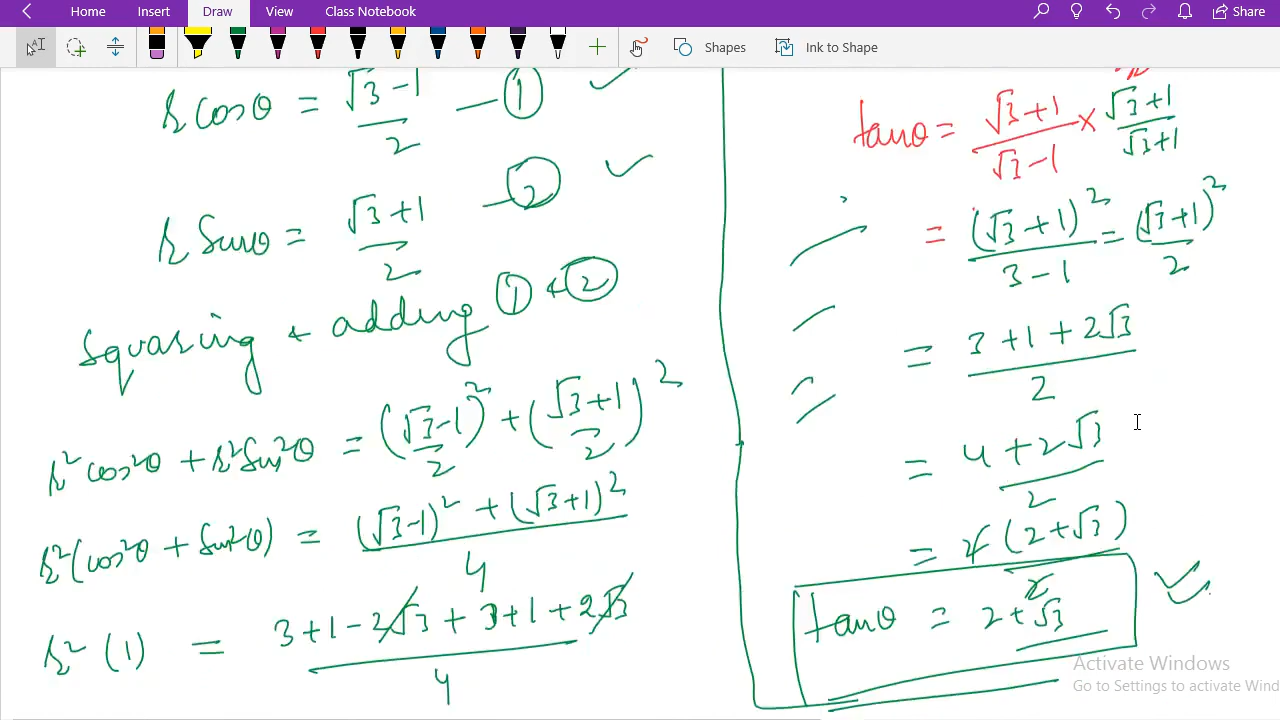 Home Insert Draw View Class Notebook Share
Shapes Ink to Shape
r cosθ = √3-1/2 — ①
r Sinθ = √3+1/2 — ②
Squaring + adding ① + ②
r²cos²θ + r²Sin²θ = (√3-1/2)² + (√3+1/2)²
r²(cos²θ + Sin²θ) = (√3-1)² + (√3+1)²/4
r²(1) = 3+1-2√3+3+1+2√3/4
tanθ = √3+1/√3-1 × √3+1/√3+1
= (√3+1)²/3-1 = (√3+1)²/2
= 3+1+2√3/2
= 4+2√3/2
= 2(2+√3)/2
tanθ = 2+√3
Activate Windows
Go to Settings to activate Wind